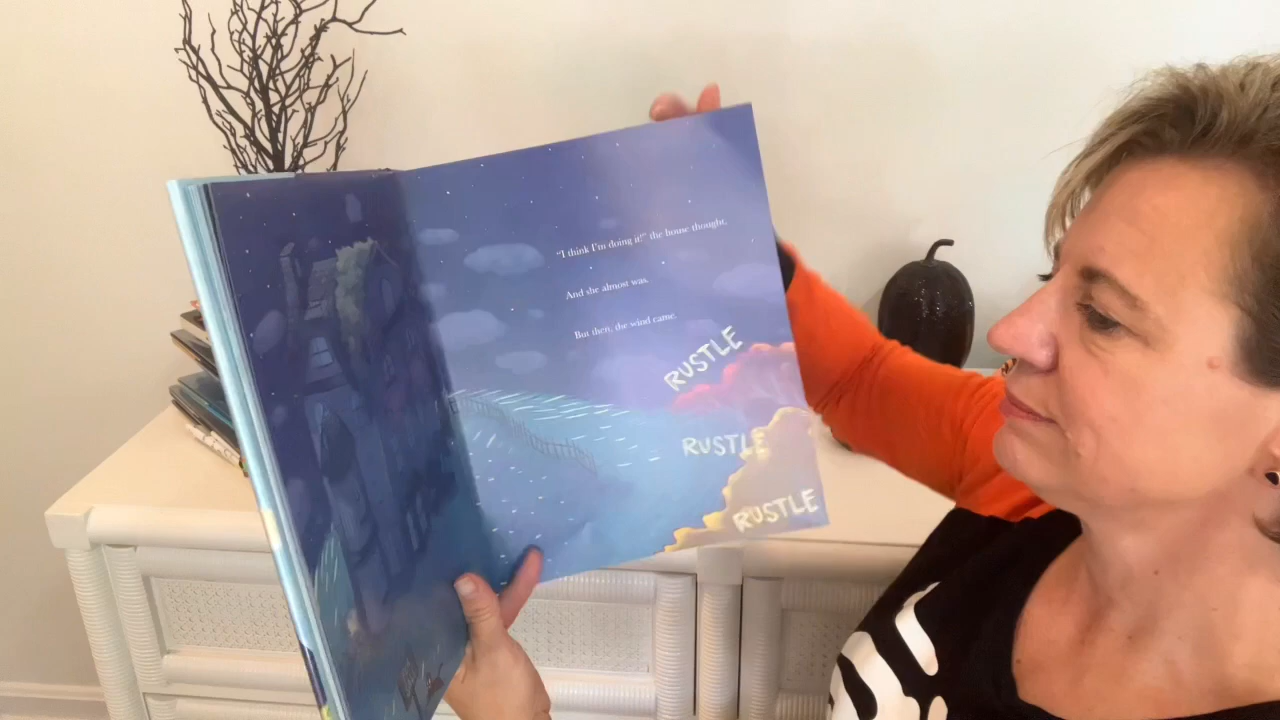 “I think I'm doing it!” the house thought,
And she almost was.
But then, the wind came.
RUSTLE
RUSTLE
RUSTLE